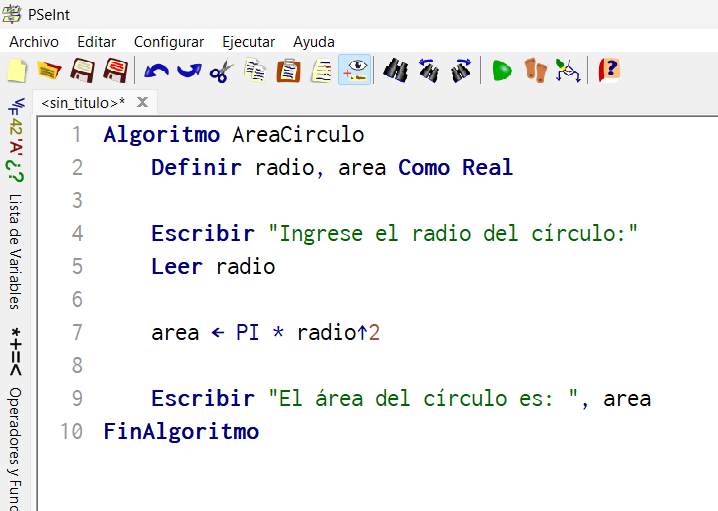 PSeInt
Archivo Editar Configurar Ejecutar Ayuda
<sin_titulo>* X
1 Algoritmo AreaCirculo
2 Definir radio, area Como Real
3
4 Escribir "Ingrese el radio del círculo:"
5 Leer radio
6
7 area ← PI * radio↑2
8
9 Escribir "El área del círculo es: ", area
10 FinAlgoritmo
42 'A' ¿?
Lista de Variables
*+=<
Operadores y Func